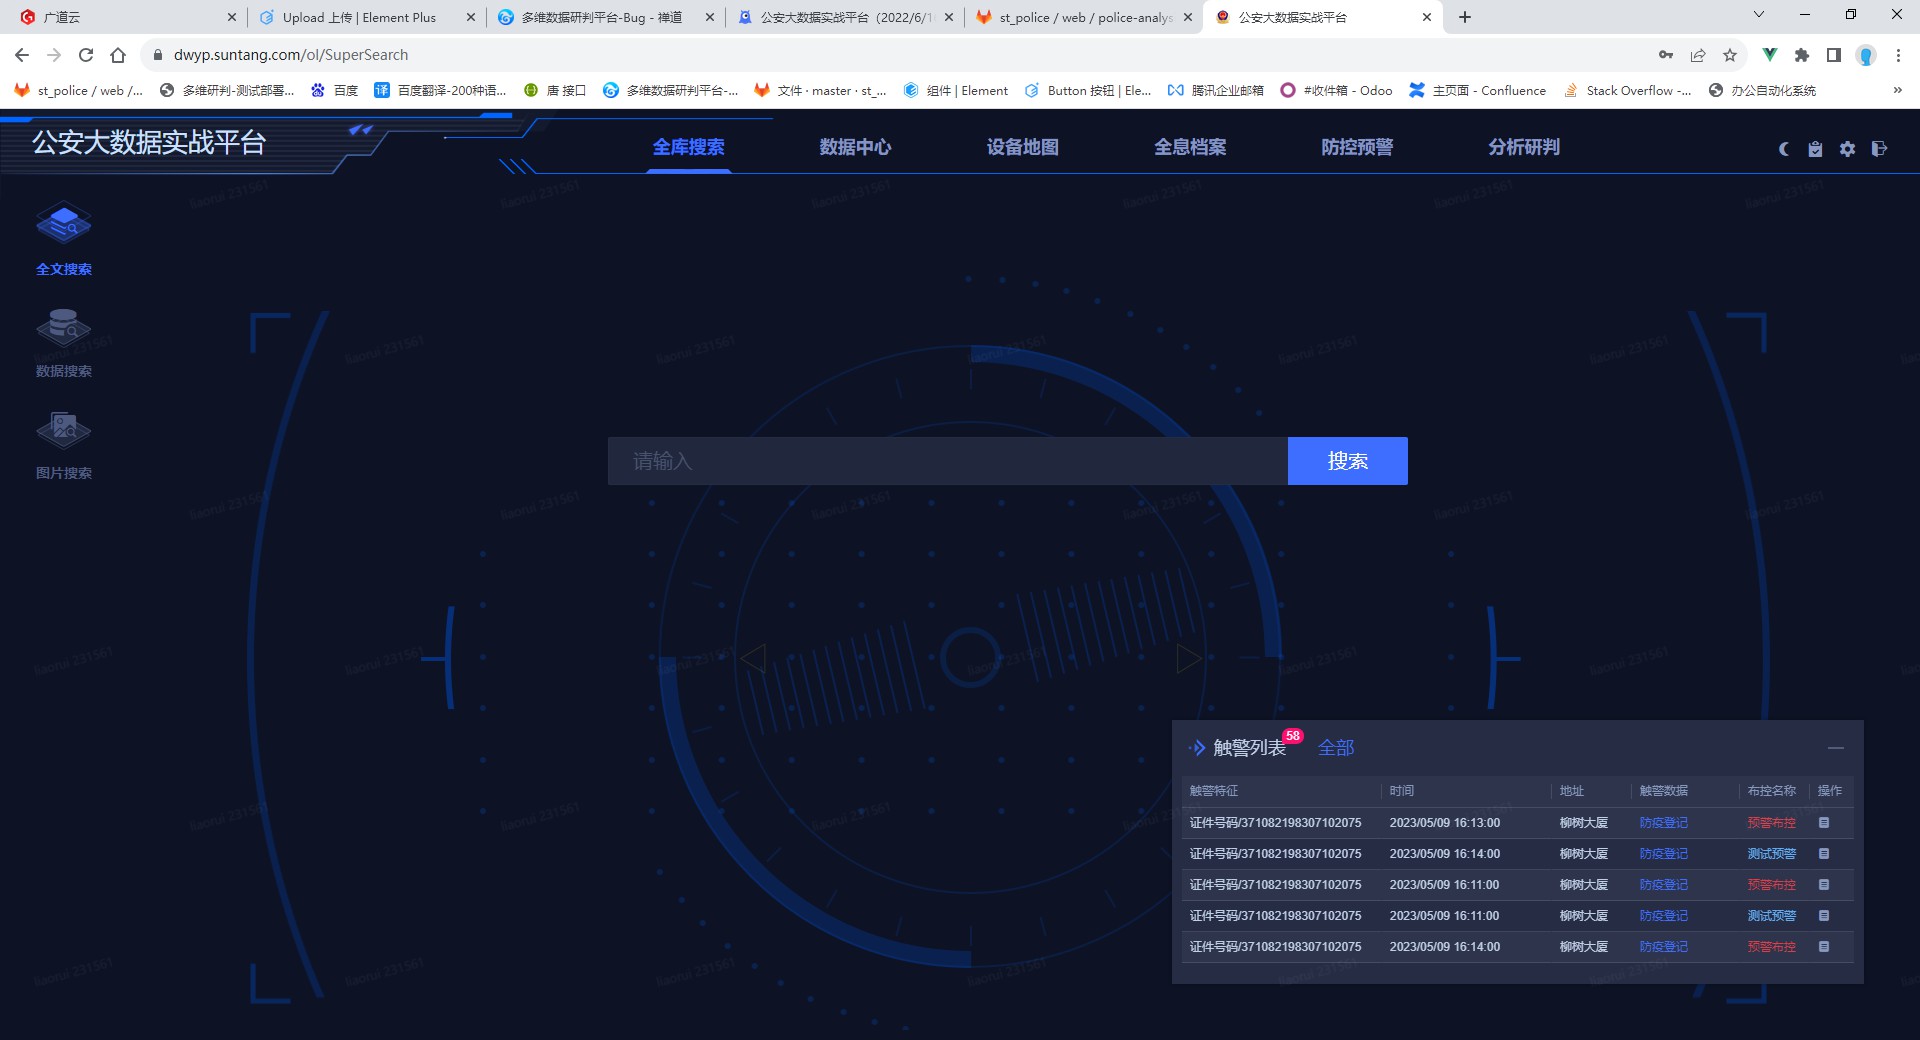 广道云
Upload 上传 | Element Plus
多维数据研判平台-Bug - 禅道
公安大数据实战平台（2022/6/1
st_police / web / police-analys
公安大数据实战平台
dwyp.suntang.com/ol/SuperSearch
st_police / web /...
多维研判-测试部署...
百度
百度翻译-200种语...
唐 接口
多维数据研判平台-...
文件 · master · st_...
组件 | Element
Button 按钮 | Ele...
腾讯企业邮箱
#收件箱 - Odoo
主页面 - Confluence
Stack Overflow -...
办公自动化系统
公安大数据实战平台
全库搜索
数据中心
设备地图
全息档案
防控预警
分析研判
全文搜索
数据搜索
图片搜索
请输入
搜索
触警列表 58 全部
触警特征 时间 地址 触警数据 布控名称 操作
证件号码/371082198307102075 2023/05/09 16:13:00 柳树大厦 防疫登记 预警布控
证件号码/371082198307102075 2023/05/09 16:14:00 柳树大厦 防疫登记 测试预警
证件号码/371082198307102075 2023/05/09 16:11:00 柳树大厦 防疫登记 预警布控
证件号码/371082198307102075 2023/05/09 16:11:00 柳树大厦 防疫登记 测试预警
证件号码/371082198307102075 2023/05/09 16:14:00 柳树大厦 防疫登记 预警布控
liaorui 231561